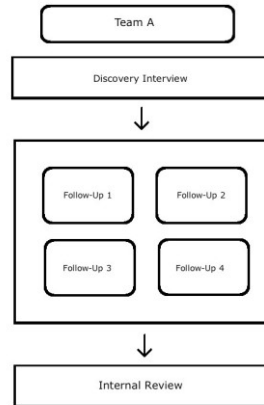 Team A
Discovery Interview
Follow-Up 1
Follow-Up 2
Follow-Up 3
Follow-Up 4
Internal Review